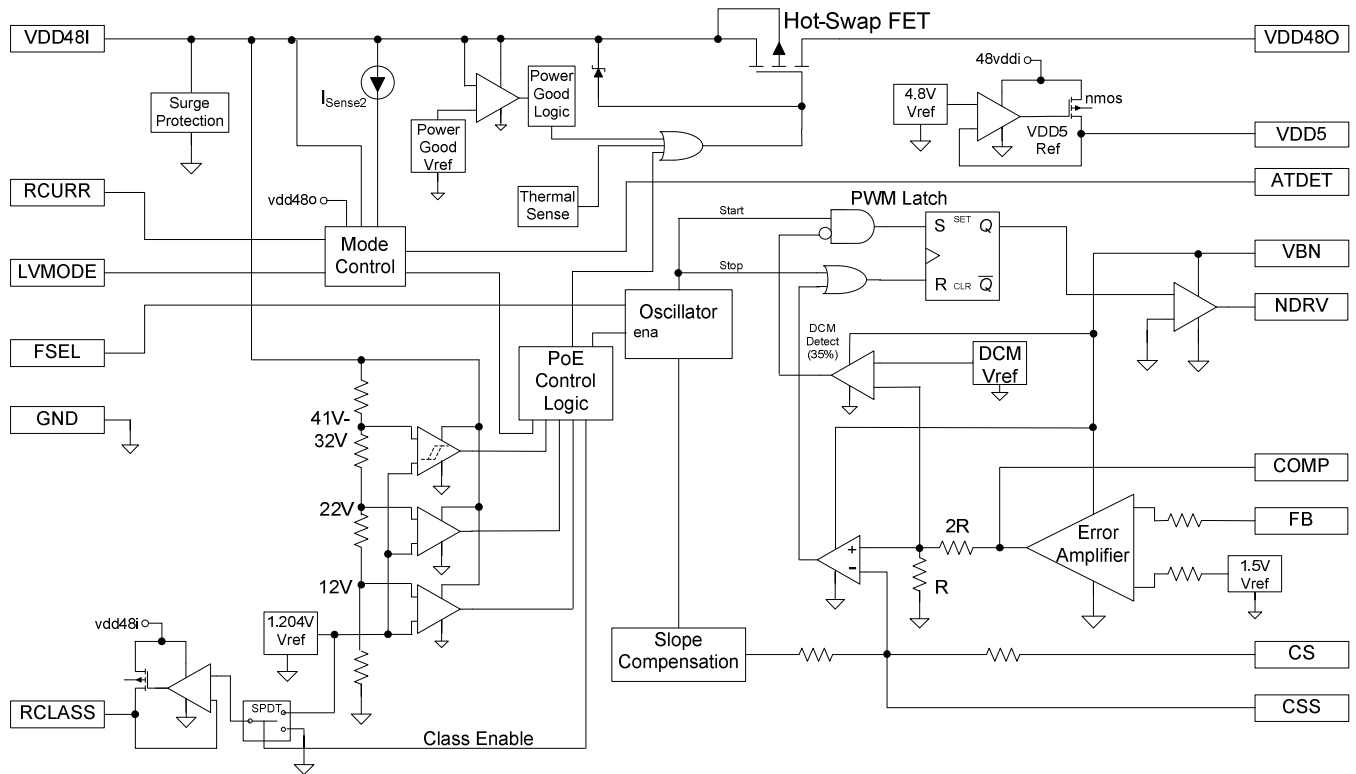 Hot-Swap FET
VDD48I
VDD48O
48vddi
I Sense2
Power
Good
Logic
Surge
Protection
4.8V
Vref
nmos
Power
Good
Vref
VDD5
Ref
VDD5
RCURR
vdd48o
Thermal
Sense
ATDET
PWM Latch
Start
S SET Q
Mode
Control
VBN
LVMODE
Stop
R CLR Q
Oscillator
ena
NDRV
FSEL
DCM
Detect
(35%)
DCM
Vref
PoE
Control
Logic
GND
41V-
32V
COMP
22V
2R
Error
Amplifier
FB
+
-
1.5V
Vref
12V
R
1.204V
Vref
vdd48i
Slope
Compensation
CS
RCLASS
SPDT
CSS
Class Enable